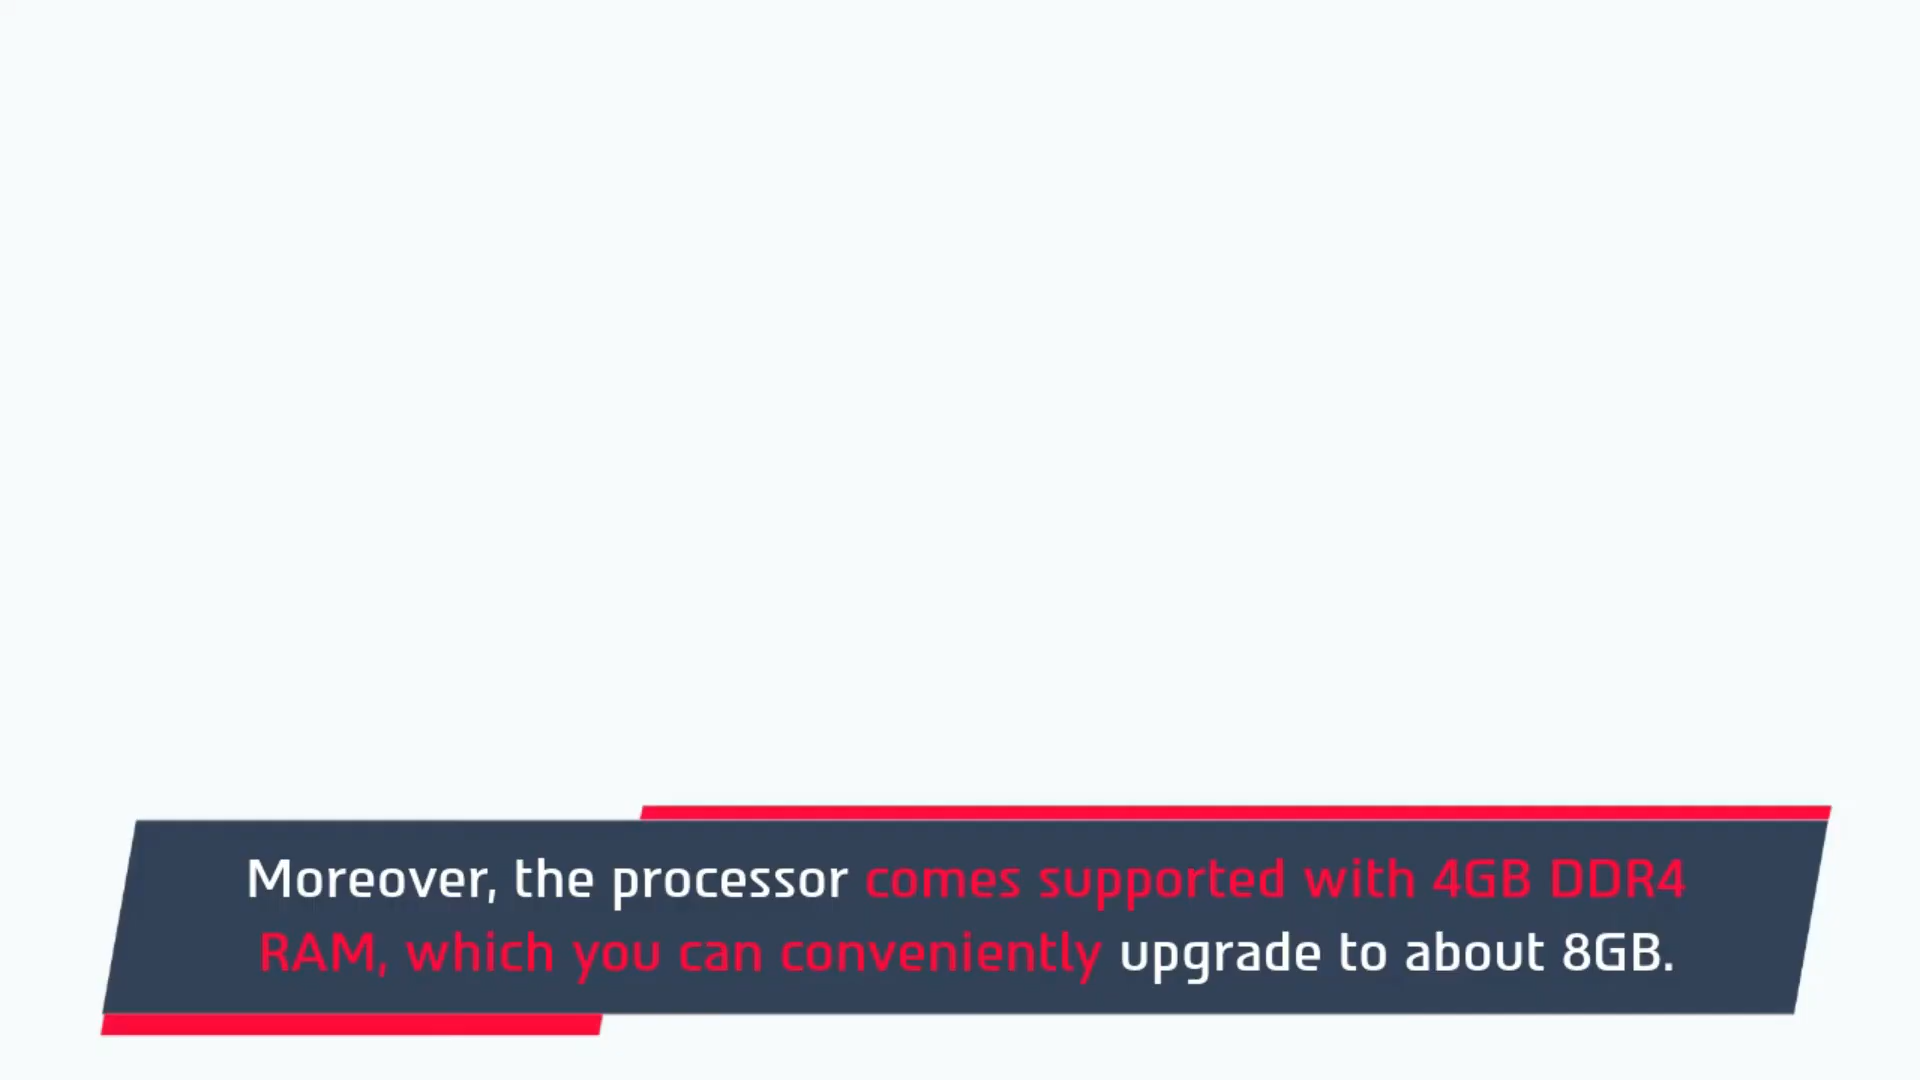 Moreover, the processor comes supported with 4GB DDR4
RAM, which you can conveniently upgrade to about 8GB.